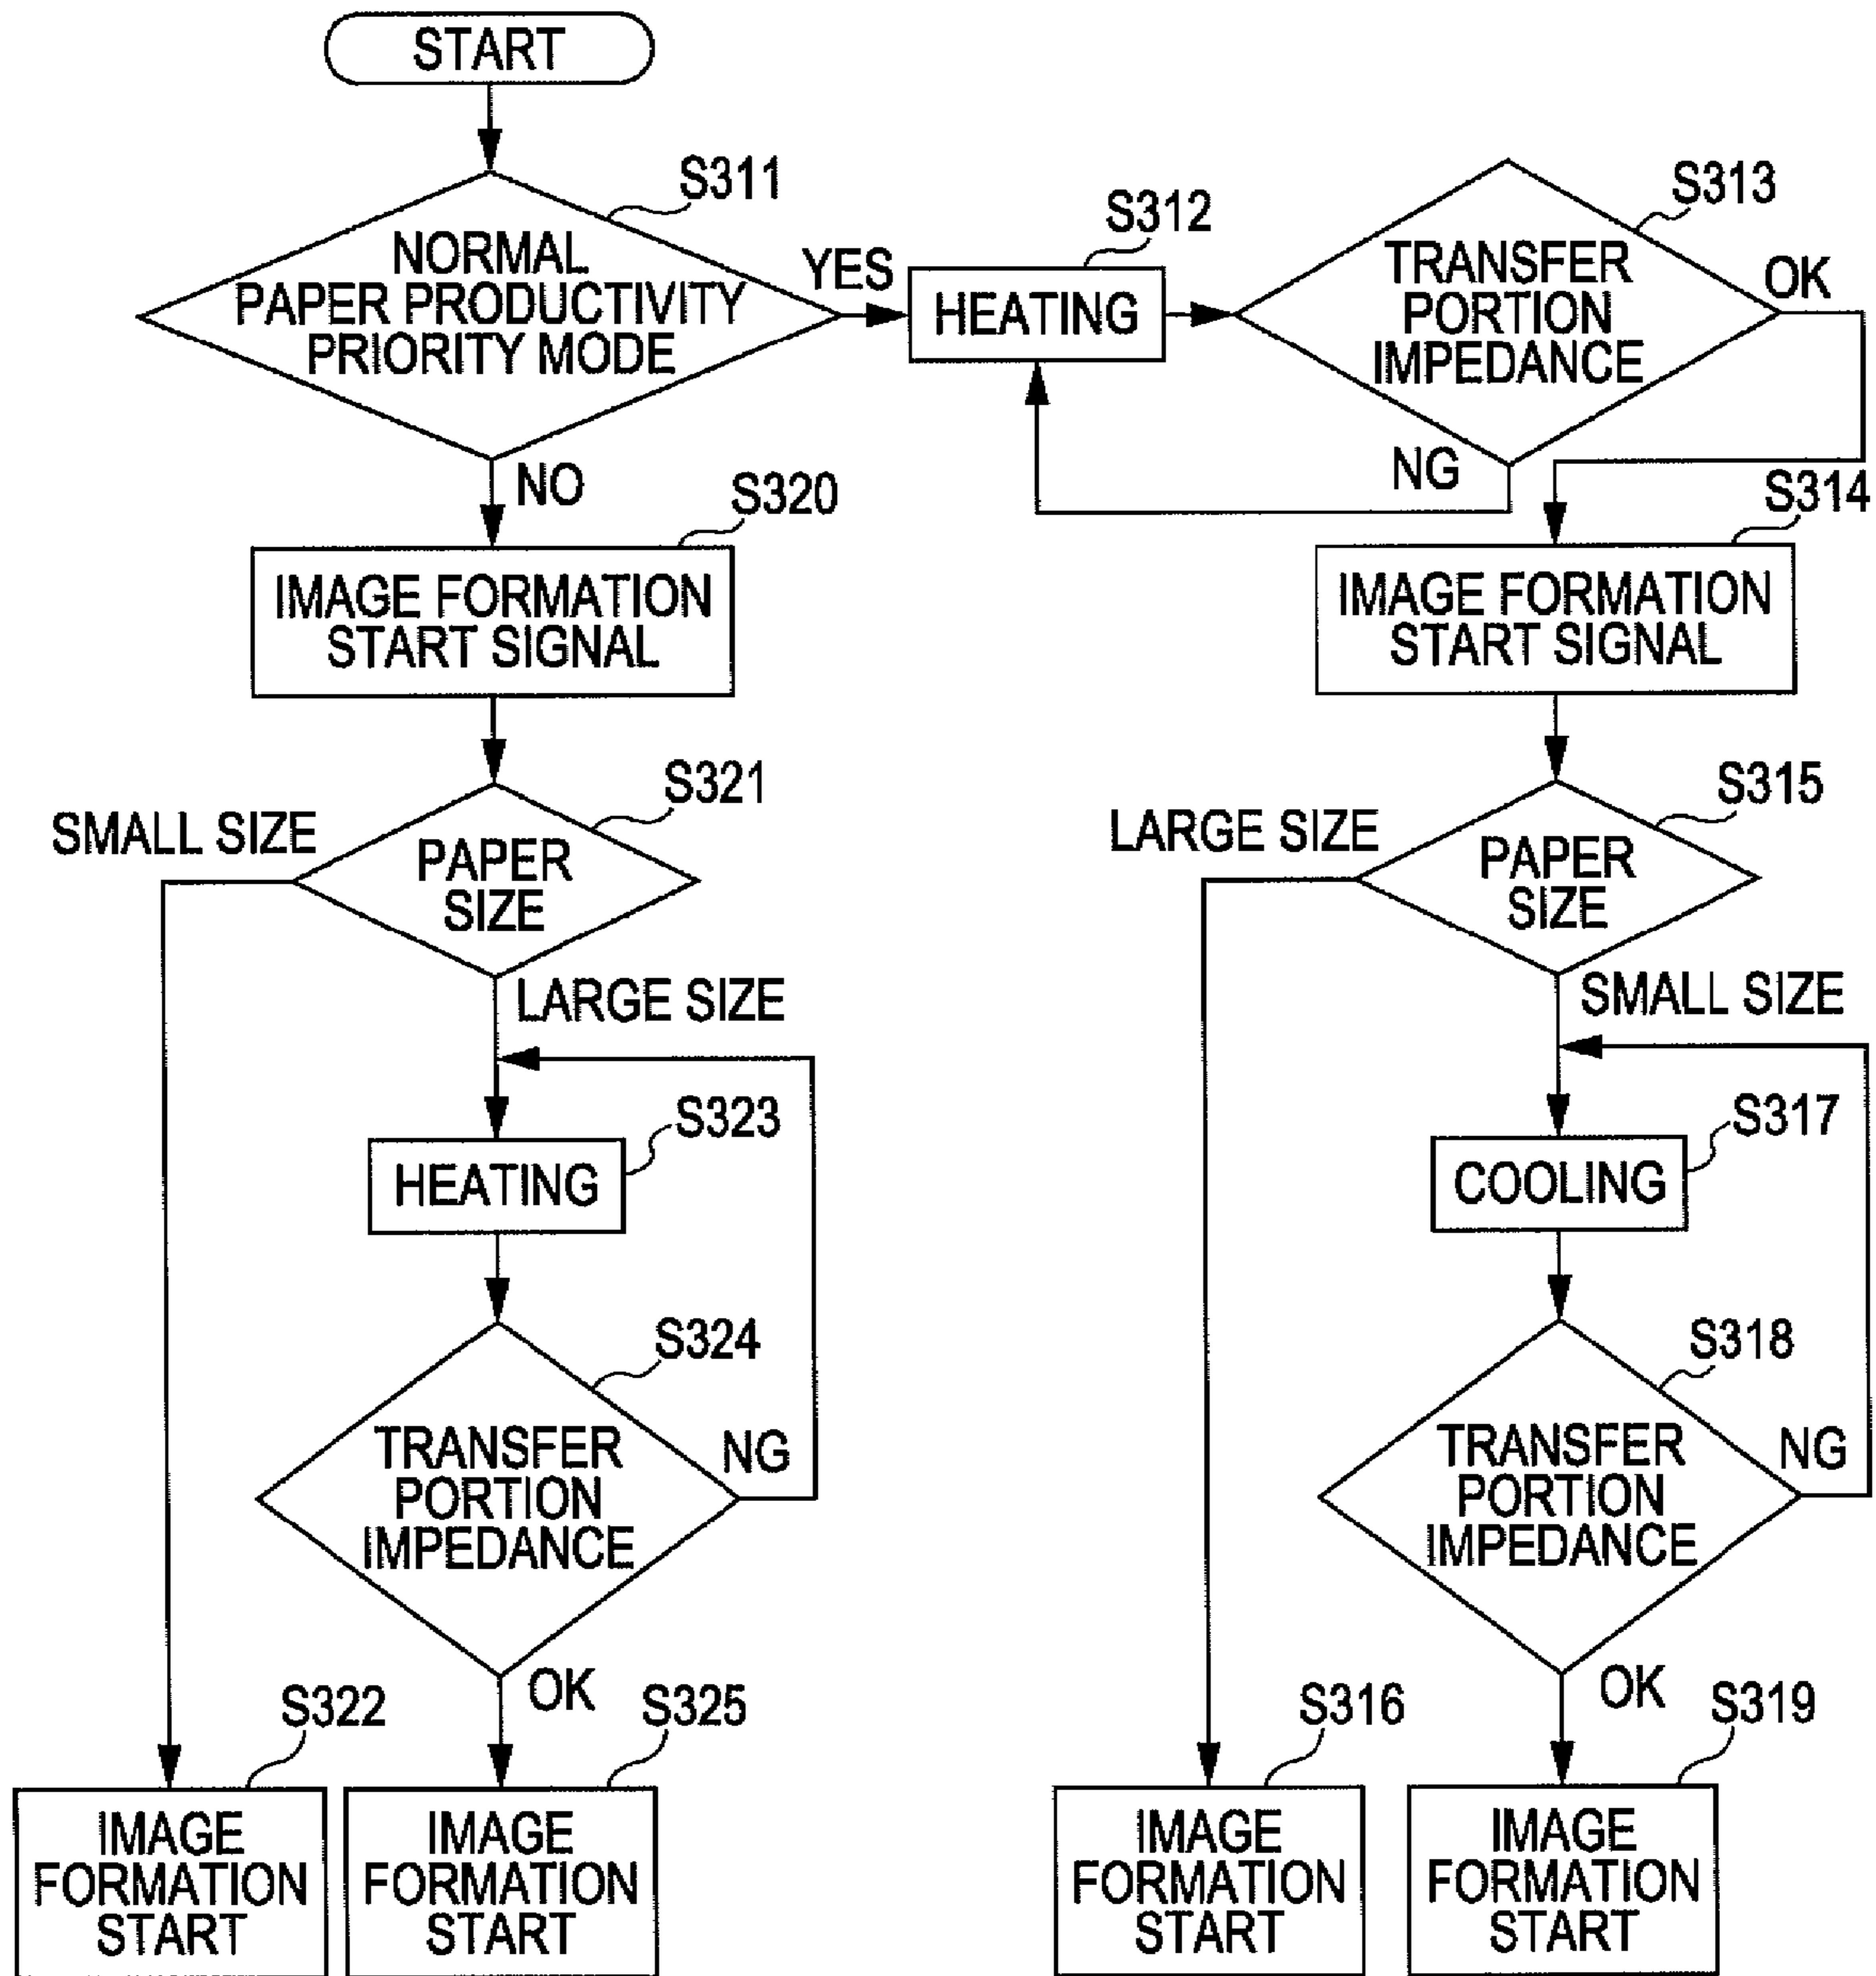 START
S311
NORMAL
PAPER PRODUCTIVITY
PRIORITY MODE
YES
S312
HEATING
S313
TRANSFER
PORTION
IMPEDANCE
OK
NG
NO
S320
IMAGE FORMATION
START SIGNAL
S314
IMAGE FORMATION
START SIGNAL
S321
SMALL SIZE
PAPER
SIZE
LARGE SIZE
S315
LARGE SIZE
PAPER
SIZE
SMALL SIZE
S323
HEATING
S317
COOLING
S324
TRANSFER
PORTION
IMPEDANCE
NG
OK
S318
TRANSFER
PORTION
IMPEDANCE
NG
OK
S322
IMAGE
FORMATION
START
S325
IMAGE
FORMATION
START
S316
IMAGE
FORMATION
START
S319
IMAGE
FORMATION
START